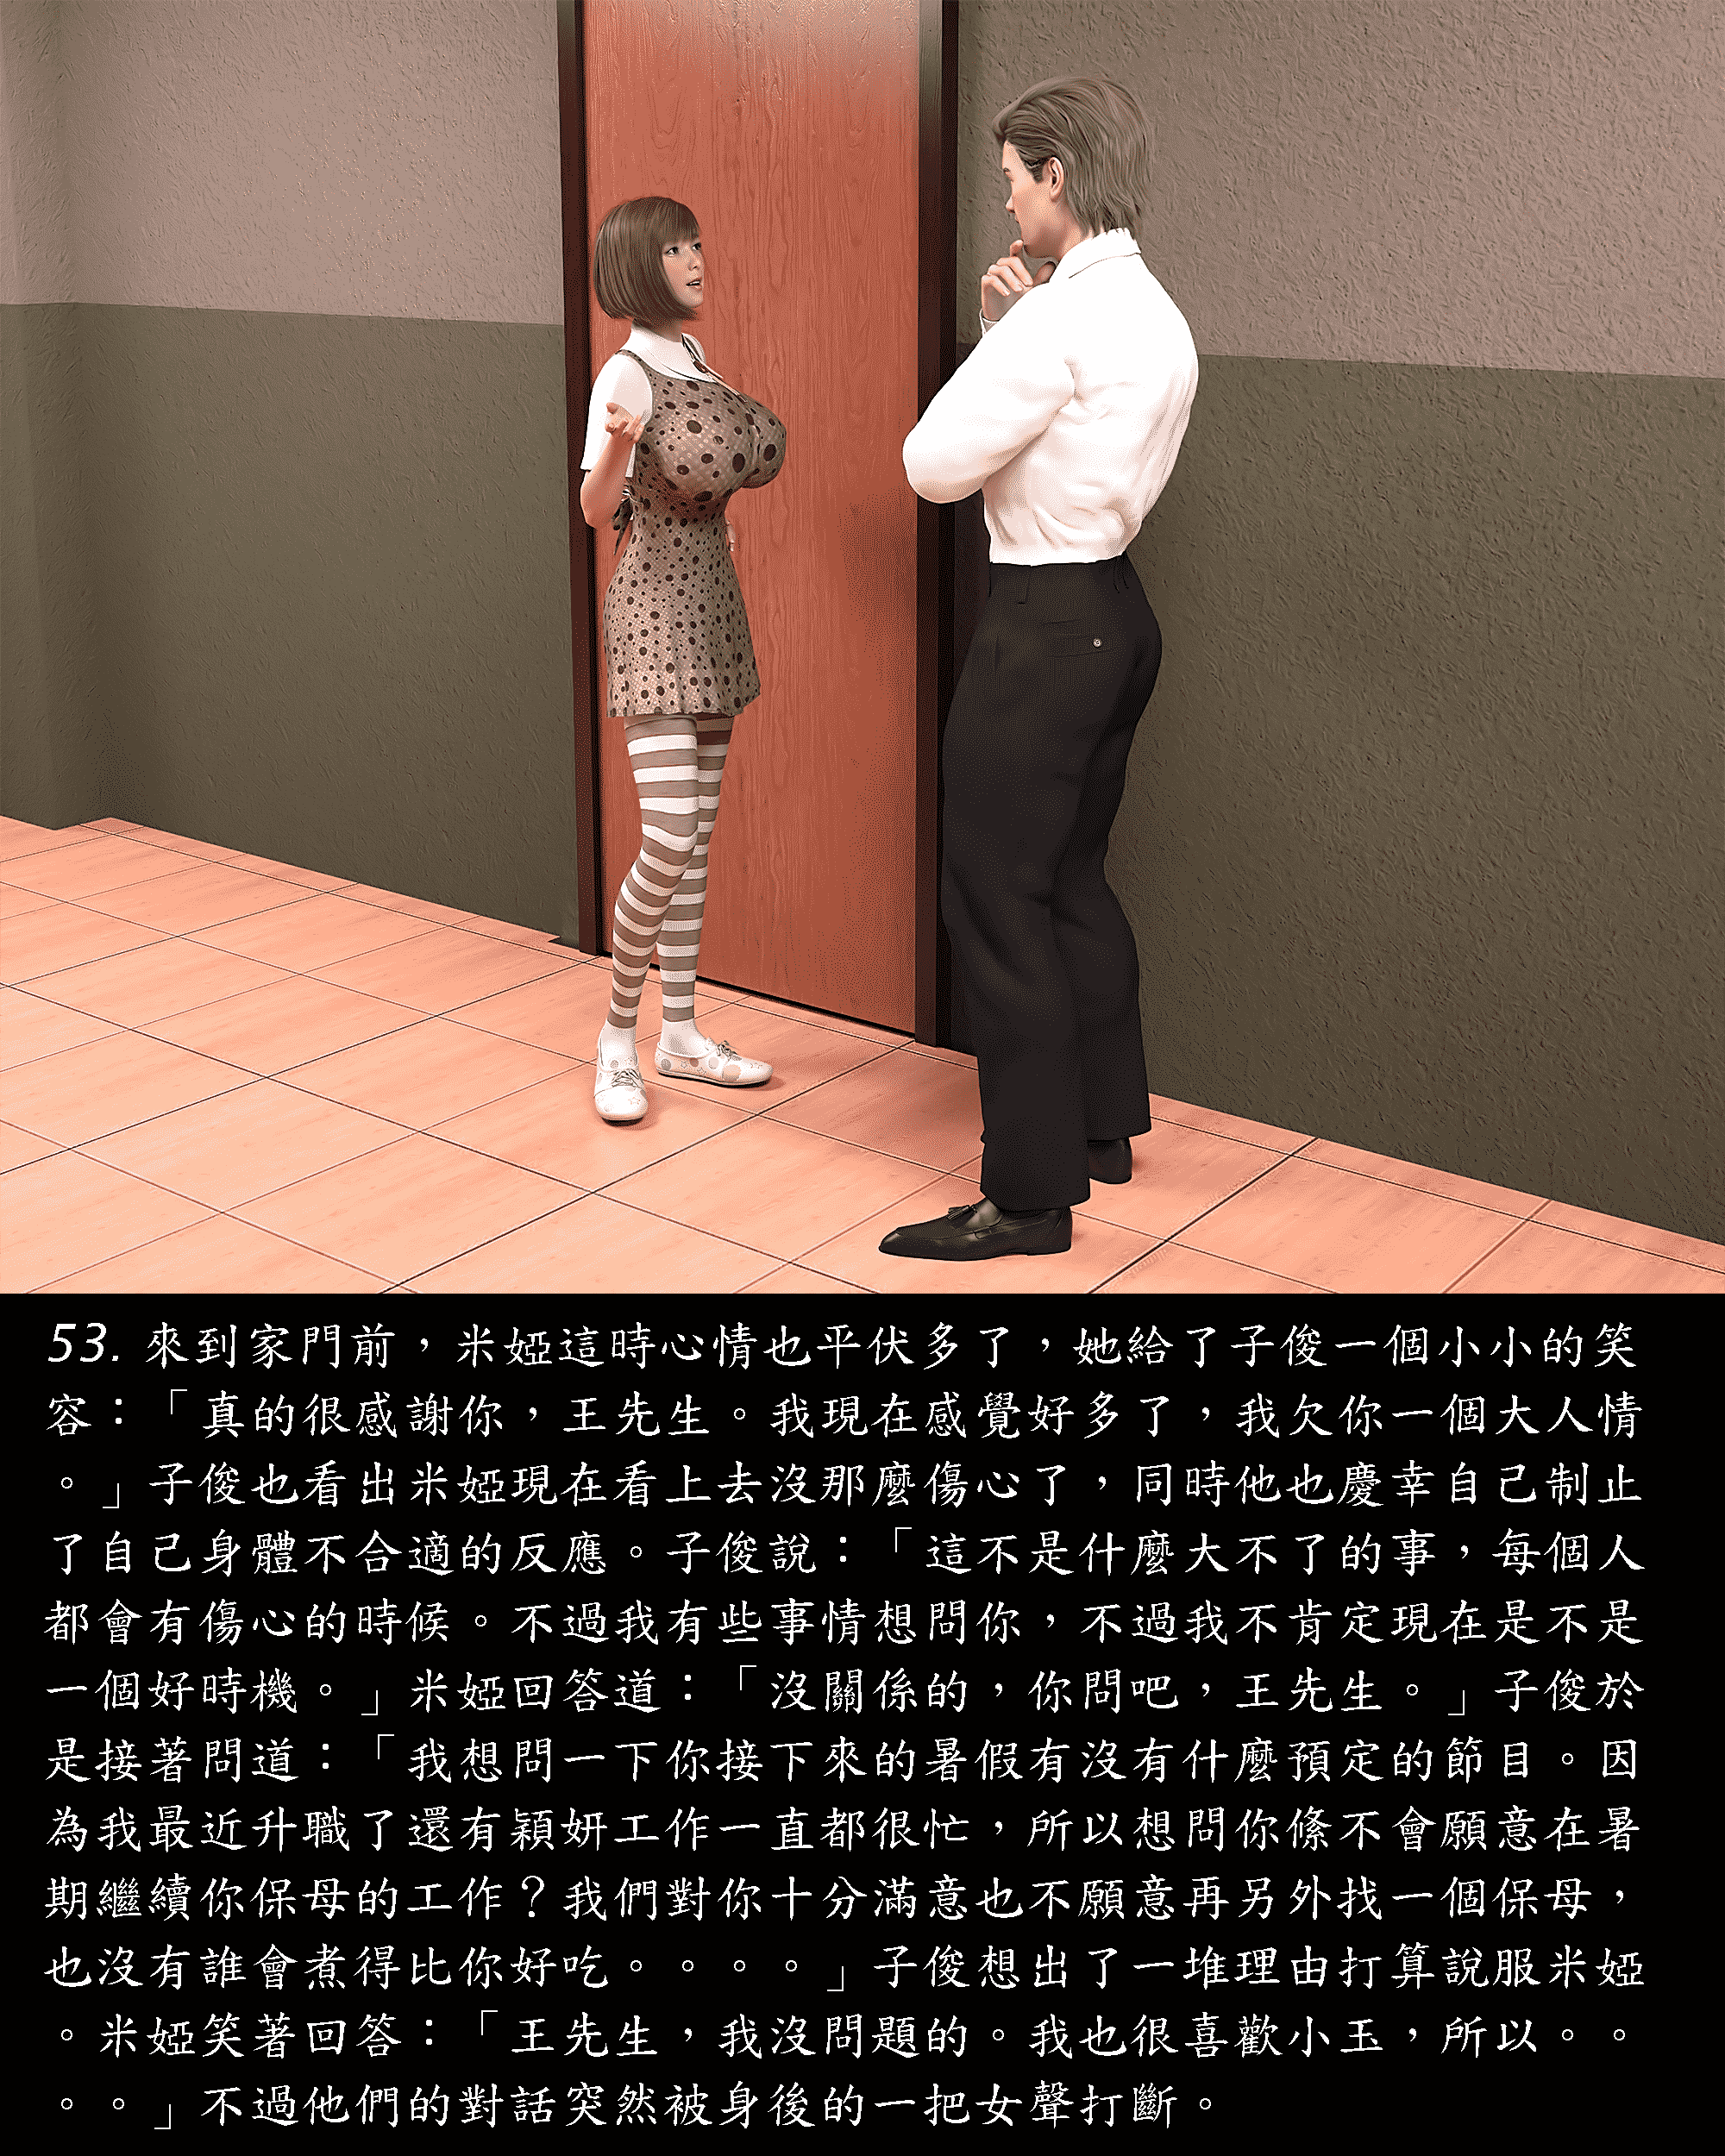 53. 來到家門前，米婭這時心情也平伏多了，她給了子俊一個小小的笑
容：「真的很感謝你，王先生。我現在感覺好多了，我欠你一個大人情
。」子俊也看出米婭現在看上去沒那麼傷心了，同時他也慶幸自己制止
了自己身體不合適的反應。子俊說：「這不是什麼大不了的事，每個人
都會有傷心的時候。不過我有些事情想問你，不過我不肯定現在是不是
一個好時機。」米婭回答道：「沒關係的，你問吧，王先生。」子俊於
是接著問道：「我想問一下你接下來的暑假有沒有什麼預定的節目。因
為我最近升職了還有穎妍工作一直都很忙，所以想問你條不會願意在暑
期繼續你保母的工作？我們對你十分滿意也不願意再另外找一個保母，
也沒有誰會煮得比你好吃。。。。」子俊想出了一堆理由打算說服米婭
。米婭笑著回答：「王先生，我沒問題的。我也很喜歡小玉，所以。。
。。」不過他們的對話突然被身後的一把女聲打斷。